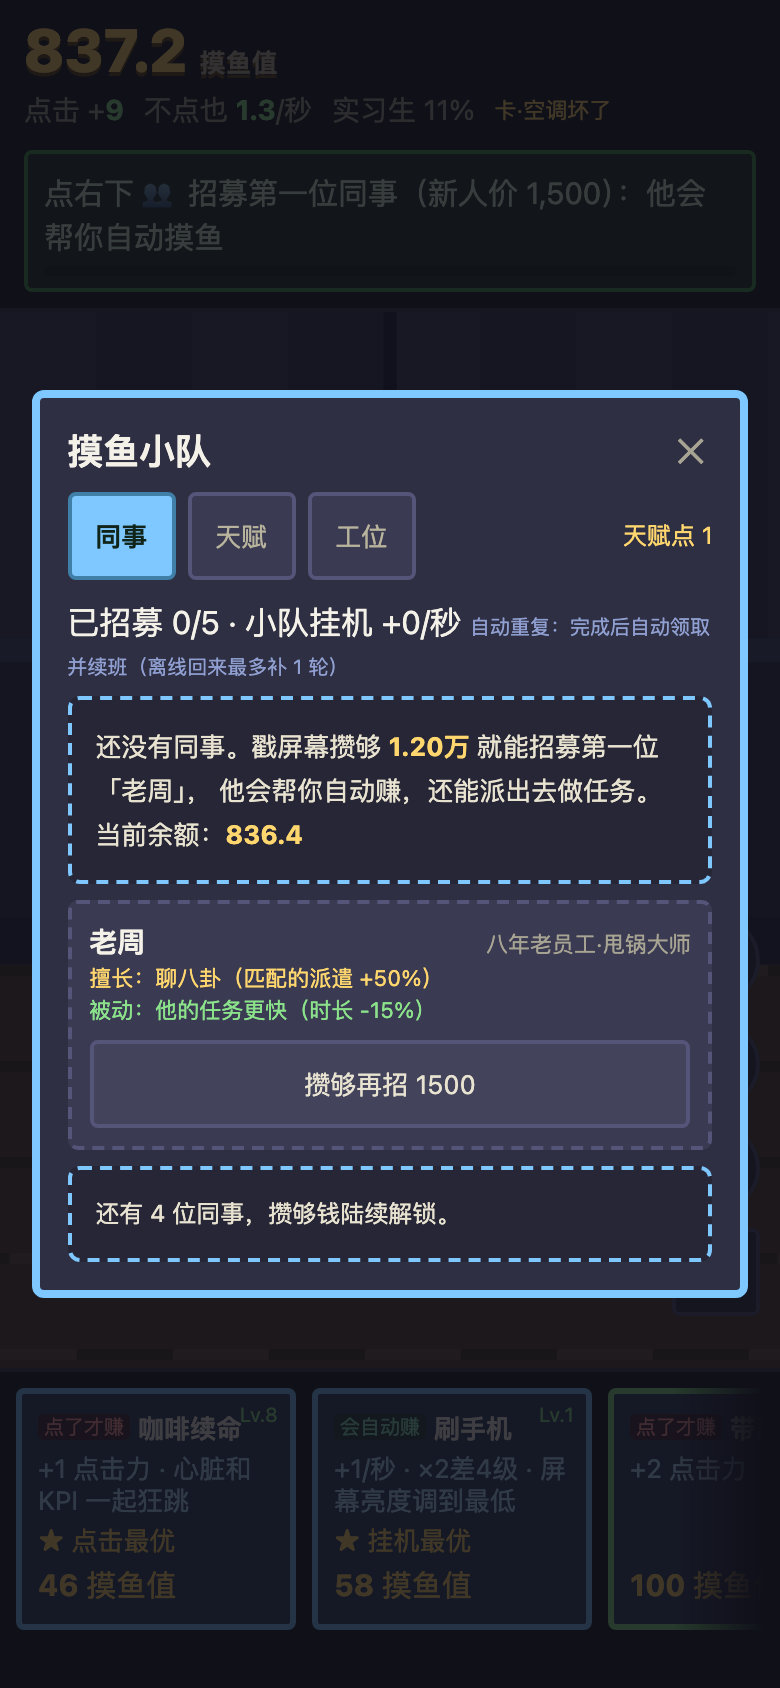 837.2 摸鱼值
点击 +9 不点也 1.3/秒 实习生 11% 卡·空调坏了
点右下 👥 招募第一位同事（新人价 1,500）：他会
帮你自动摸鱼
摸鱼小队
同事 天赋 工位 天赋点 1
已招募 0/5 · 小队挂机 +0/秒 自动重复：完成后自动领取
并续班（离线回来最多补 1 轮）
还没有同事。戳屏幕攒够 1.20万 就能招募第一位
「老周」，他会帮你自动赚，还能派出去做任务。
当前余额：836.4
老周 八年老员工·甩锅大师
擅长：聊八卦（匹配的派遣 +50%）
被动：他的任务更快（时长 -15%）
攒够再招 1500
还有 4 位同事，攒够钱陆续解锁。
点了才赚 咖啡续命 Lv.8
+1 点击力 · 心脏和
KPI 一起狂跳
★ 点击最优
46 摸鱼值
会自动赚 刷手机 Lv.1
+1/秒 · ×2差4级 · 屏
幕亮度调到最低
★ 挂机最优
58 摸鱼值
点了才赚 带
+2 点击力
100 摸鱼